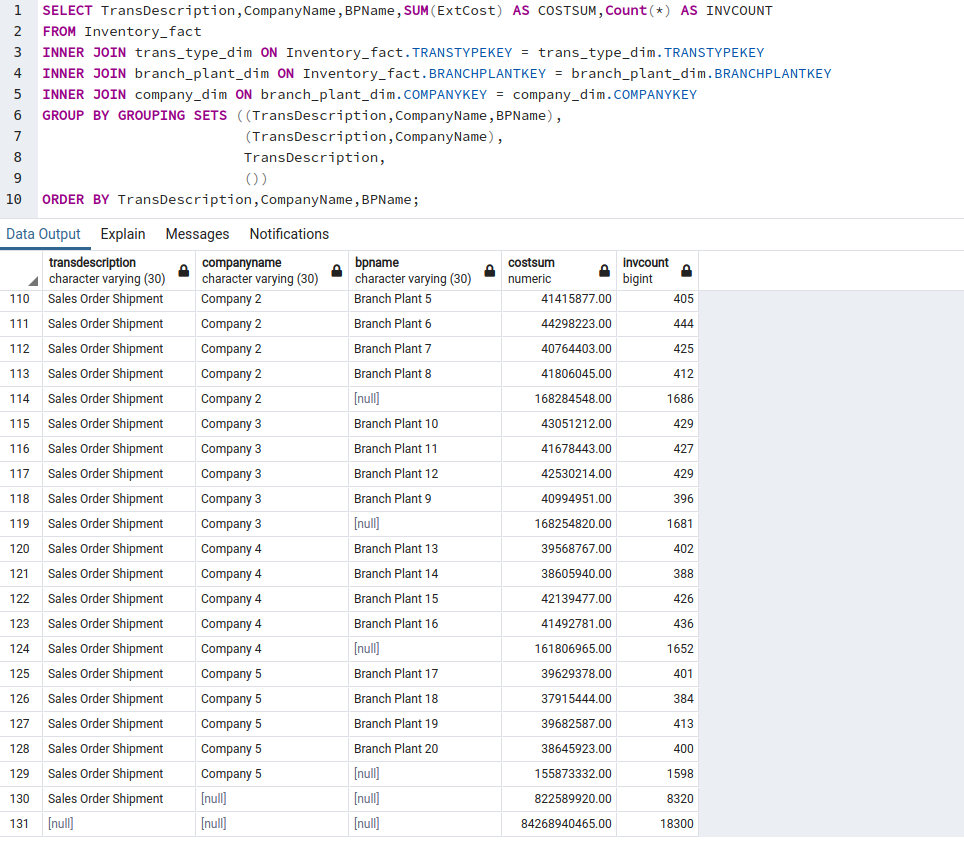 1 SELECT TransDescription,CompanyName,BPName,SUM(ExtCost) AS COSTSUM,Count(*) AS INVCOUNT
2 FROM Inventory_fact
3 INNER JOIN trans_type_dim ON Inventory_fact.TRANSTYPEKEY = trans_type_dim.TRANSTYPEKEY
4 INNER JOIN branch_plant_dim ON Inventory_fact.BRANCHPLANTKEY = branch_plant_dim.BRANCHPLANTKEY
5 INNER JOIN company_dim ON branch_plant_dim.COMPANYKEY = company_dim.COMPANYKEY
6 GROUP BY GROUPING SETS ((TransDescription,CompanyName,BPName),
7 (TransDescription,CompanyName),
8 TransDescription,
9 ())
10 ORDER BY TransDescription,CompanyName,BPName;
Data Output Explain Messages Notifications
transdescription companyname bpname costsum invcount
character varying (30) character varying (30) character varying (30) numeric bigint
110 Sales Order Shipment Company 2 Branch Plant 5 41415877.00 405
111 Sales Order Shipment Company 2 Branch Plant 6 44298223.00 444
112 Sales Order Shipment Company 2 Branch Plant 7 40764403.00 425
113 Sales Order Shipment Company 2 Branch Plant 8 41806045.00 412
114 Sales Order Shipment Company 2 [null] 168284548.00 1686
115 Sales Order Shipment Company 3 Branch Plant 10 43051212.00 429
116 Sales Order Shipment Company 3 Branch Plant 11 41678443.00 427
117 Sales Order Shipment Company 3 Branch Plant 12 42530214.00 429
118 Sales Order Shipment Company 3 Branch Plant 9 40994951.00 396
119 Sales Order Shipment Company 3 [null] 168254820.00 1681
120 Sales Order Shipment Company 4 Branch Plant 13 39568767.00 402
121 Sales Order Shipment Company 4 Branch Plant 14 38605940.00 388
122 Sales Order Shipment Company 4 Branch Plant 15 42139477.00 426
123 Sales Order Shipment Company 4 Branch Plant 16 41492781.00 436
124 Sales Order Shipment Company 4 [null] 161806965.00 1652
125 Sales Order Shipment Company 5 Branch Plant 17 39629378.00 401
126 Sales Order Shipment Company 5 Branch Plant 18 37915444.00 384
127 Sales Order Shipment Company 5 Branch Plant 19 39682587.00 413
128 Sales Order Shipment Company 5 Branch Plant 20 38645923.00 400
129 Sales Order Shipment Company 5 [null] 155873332.00 1598
130 Sales Order Shipment [null] [null] 822589920.00 8320
131 [null] [null] [null] 84268940465.00 18300